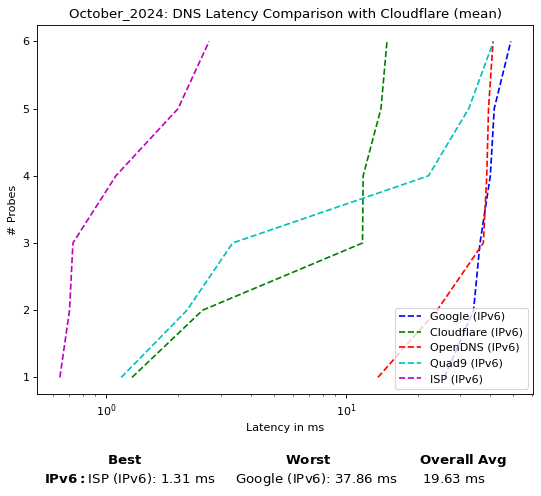 October_2024: DNS Latency Comparison with Cloudflare (mean)
6
5
4
3
2
1
# Probes
Google (IPv6)
Cloudflare (IPv6)
OpenDNS (IPv6)
Quad9 (IPv6)
ISP (IPv6)
10⁰ 10¹
Latency in ms
Best Worst Overall Avg
IPv6: ISP (IPv6): 1.31 ms Google (IPv6): 37.86 ms 19.63 ms